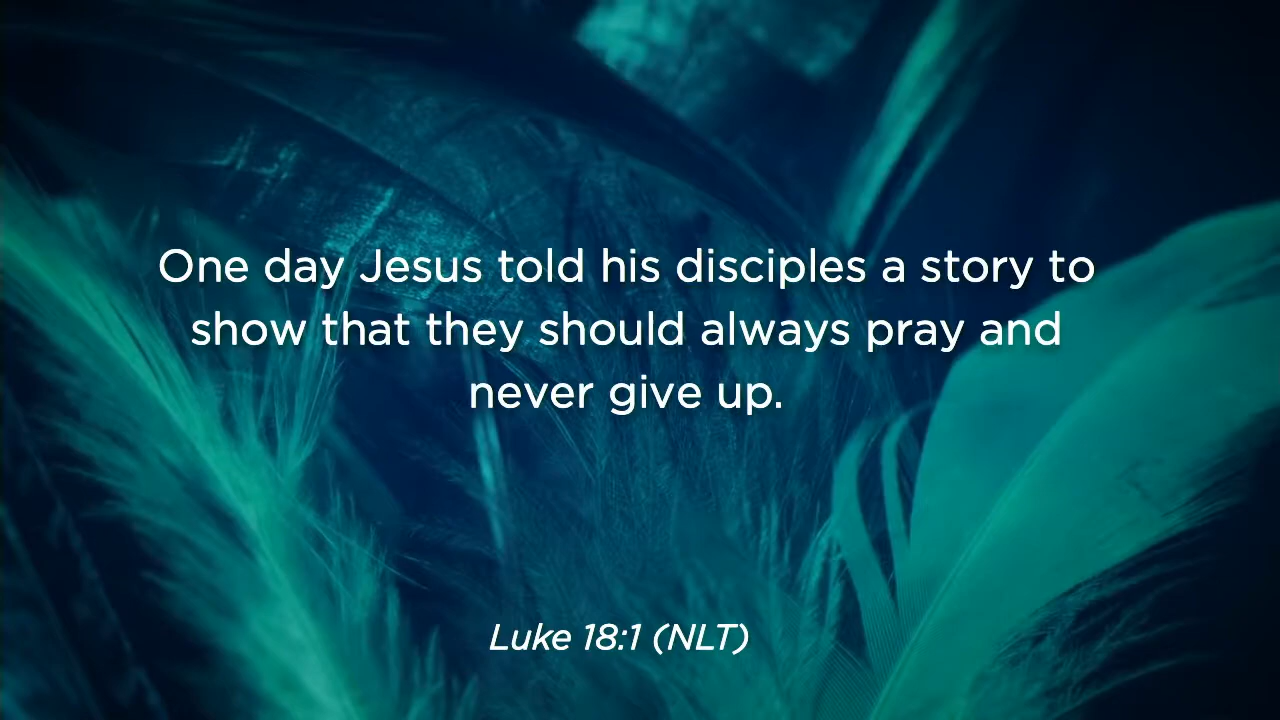 One day Jesus told his disciples a story to
show that they should always pray and
never give up.
Luke 18:1 (NLT)